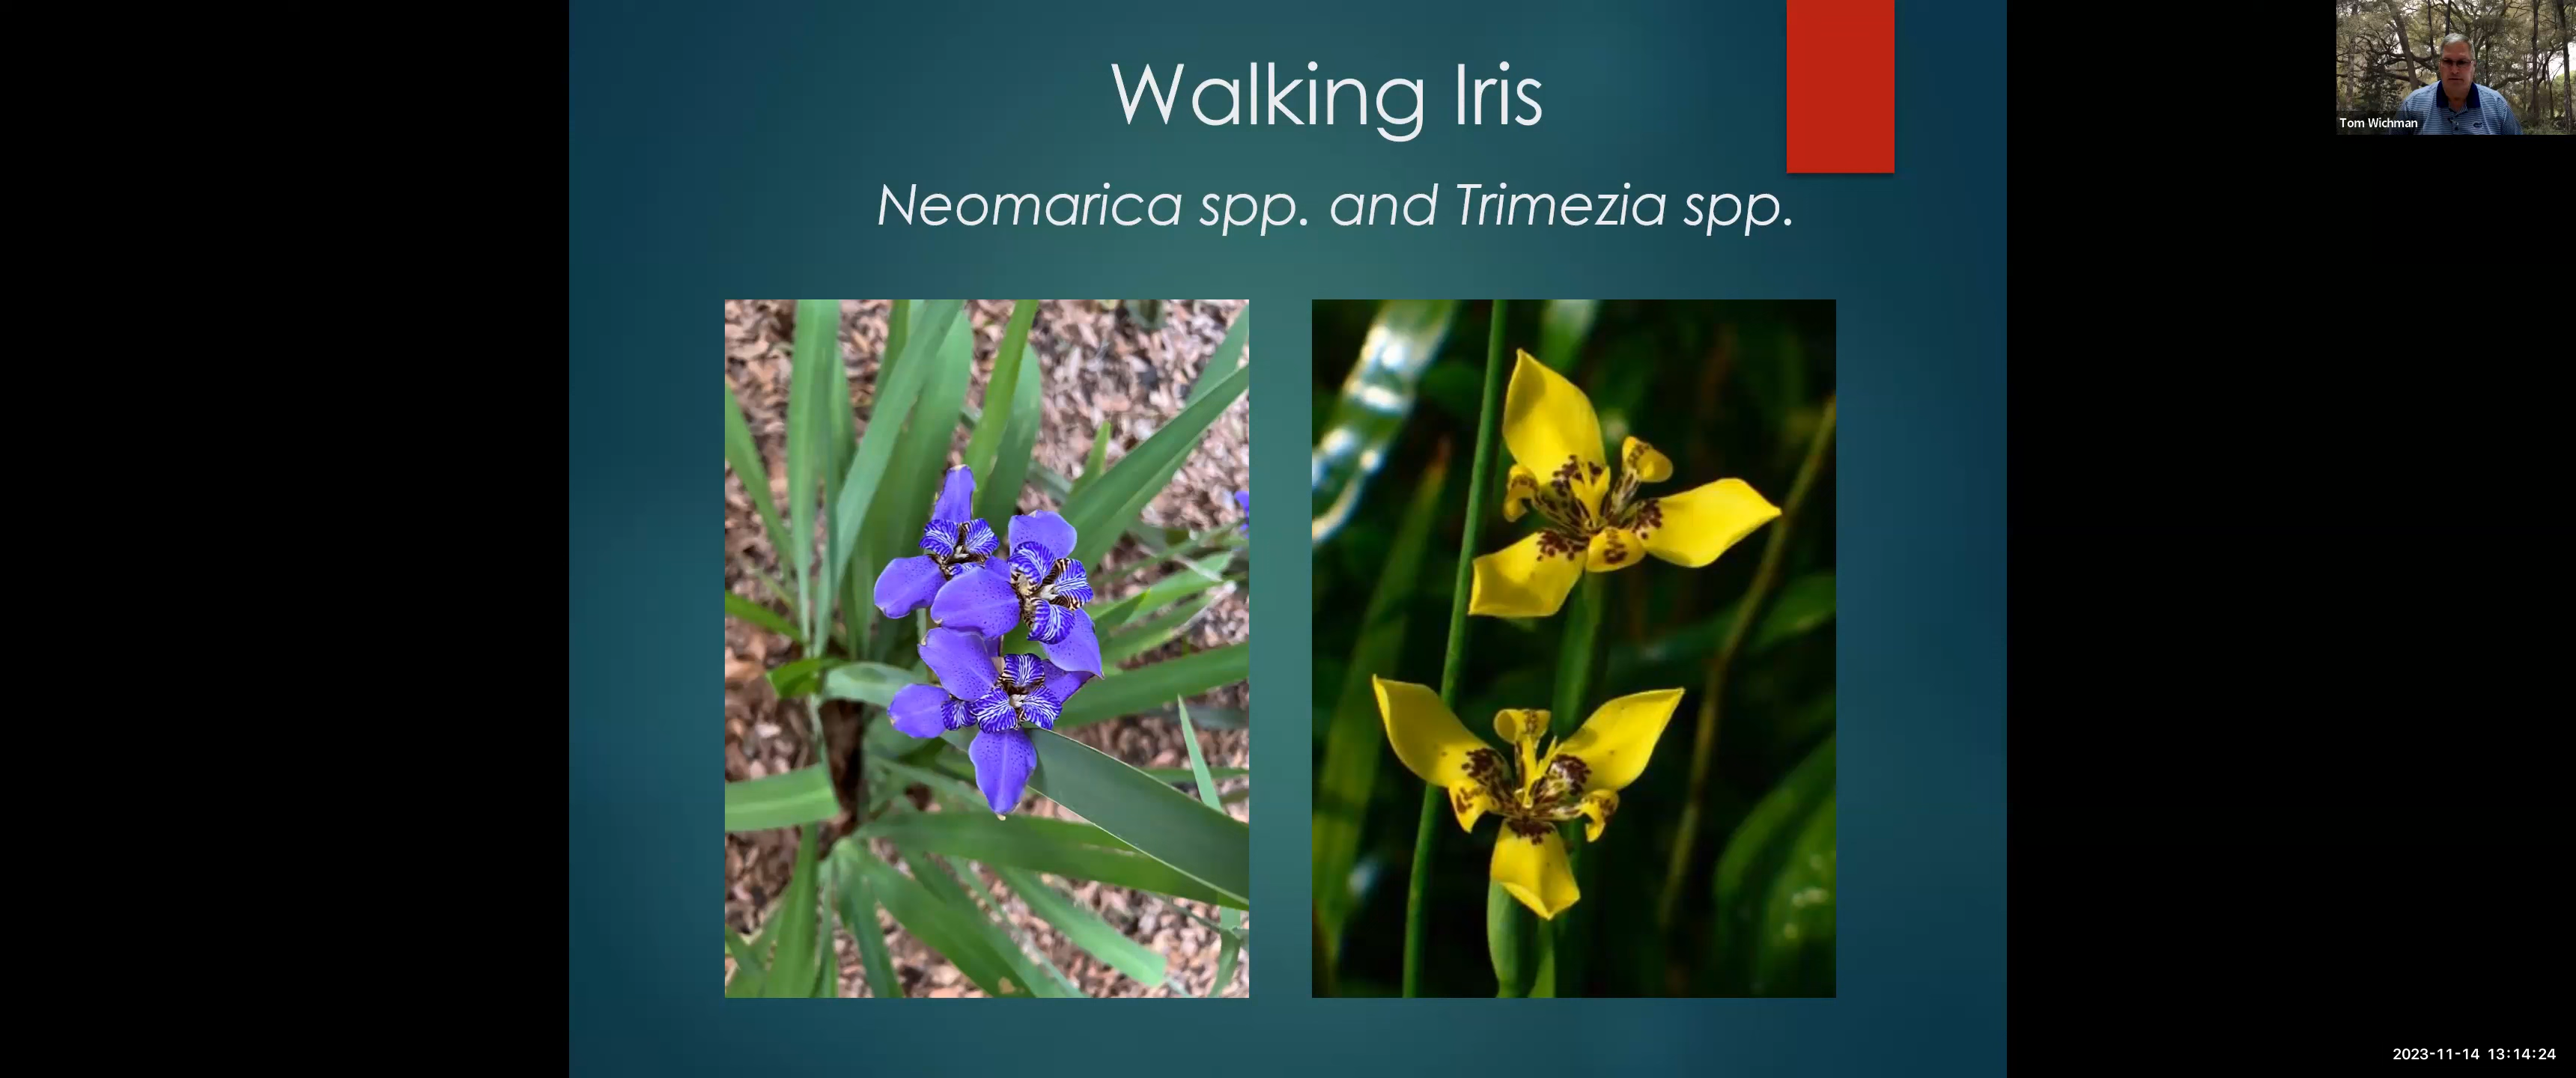 Walking Iris
Neomarica spp. and Trimezia spp.
Tom Wichman
2023-11-14 13:14:24